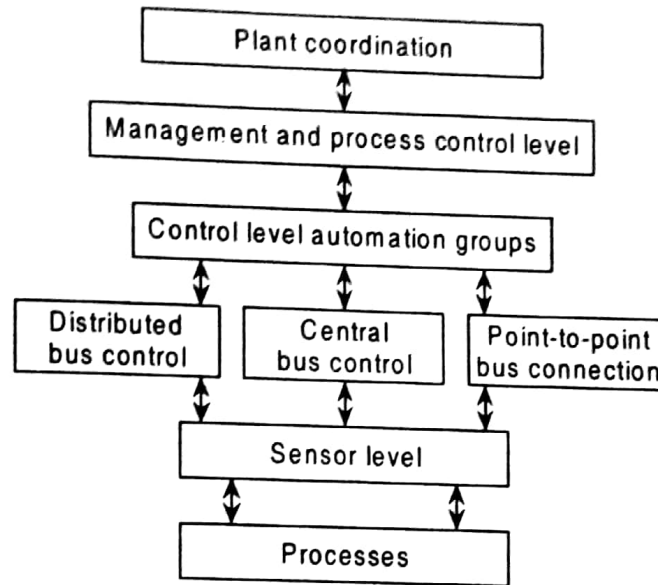 Plant coordination
Management and process control level
Control level automation groups
Distributed
bus control
Central
bus control
Point-to-point
bus connection
Sensor level
Processes